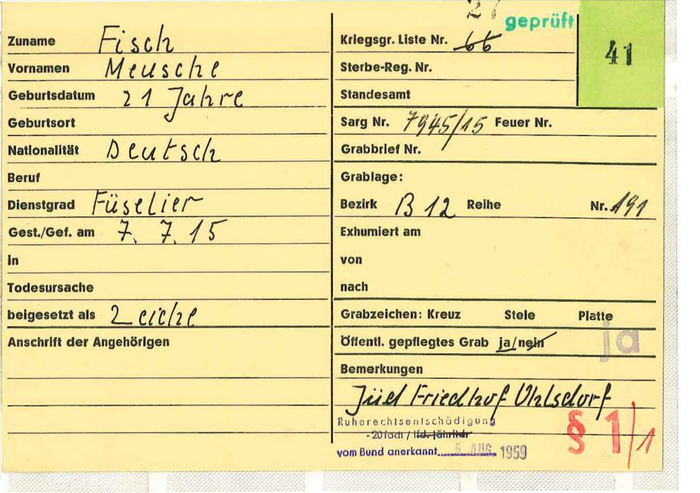 Zuname Fisch
Vornamen Meusche
Geburtsdatum 21 Jahre
Geburtsort
Nationalität Deutsch
Beruf
Dienstgrad Füselier
Gest./Gef. am 7. 7. 15
in
Todesursache
beigesetzt als Leiche
Anschrift der Angehörigen
geprüft
41
Kriegsgr. Liste Nr. 66
Sterbe-Reg. Nr.
Standesamt
Sarg Nr. 7945/15 Feuer Nr.
Grabbrief Nr.
Grablage:
Bezirk B 12 Reihe Nr. 191
Exhumiert am
von
nach
Grabzeichen: Kreuz Stele Platte
Öffentl. gepflegtes Grab ja/nein ja
Bemerkungen
Jüd Friedhof Ohlsdorf
Ruherechtsentschädigung
- 20fach / lfd. jährlich
vom Bund anerkannt 6. AUG. 1959
§ 1/1